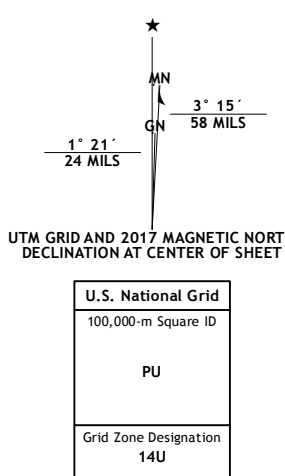 ★
MN
3° 15´
58 MILS
GN
1° 21´
24 MILS
UTM GRID AND 2017 MAGNETIC NORT
DECLINATION AT CENTER OF SHEET
U.S. National Grid
100,000-m Square ID
PU
Grid Zone Designation
14U